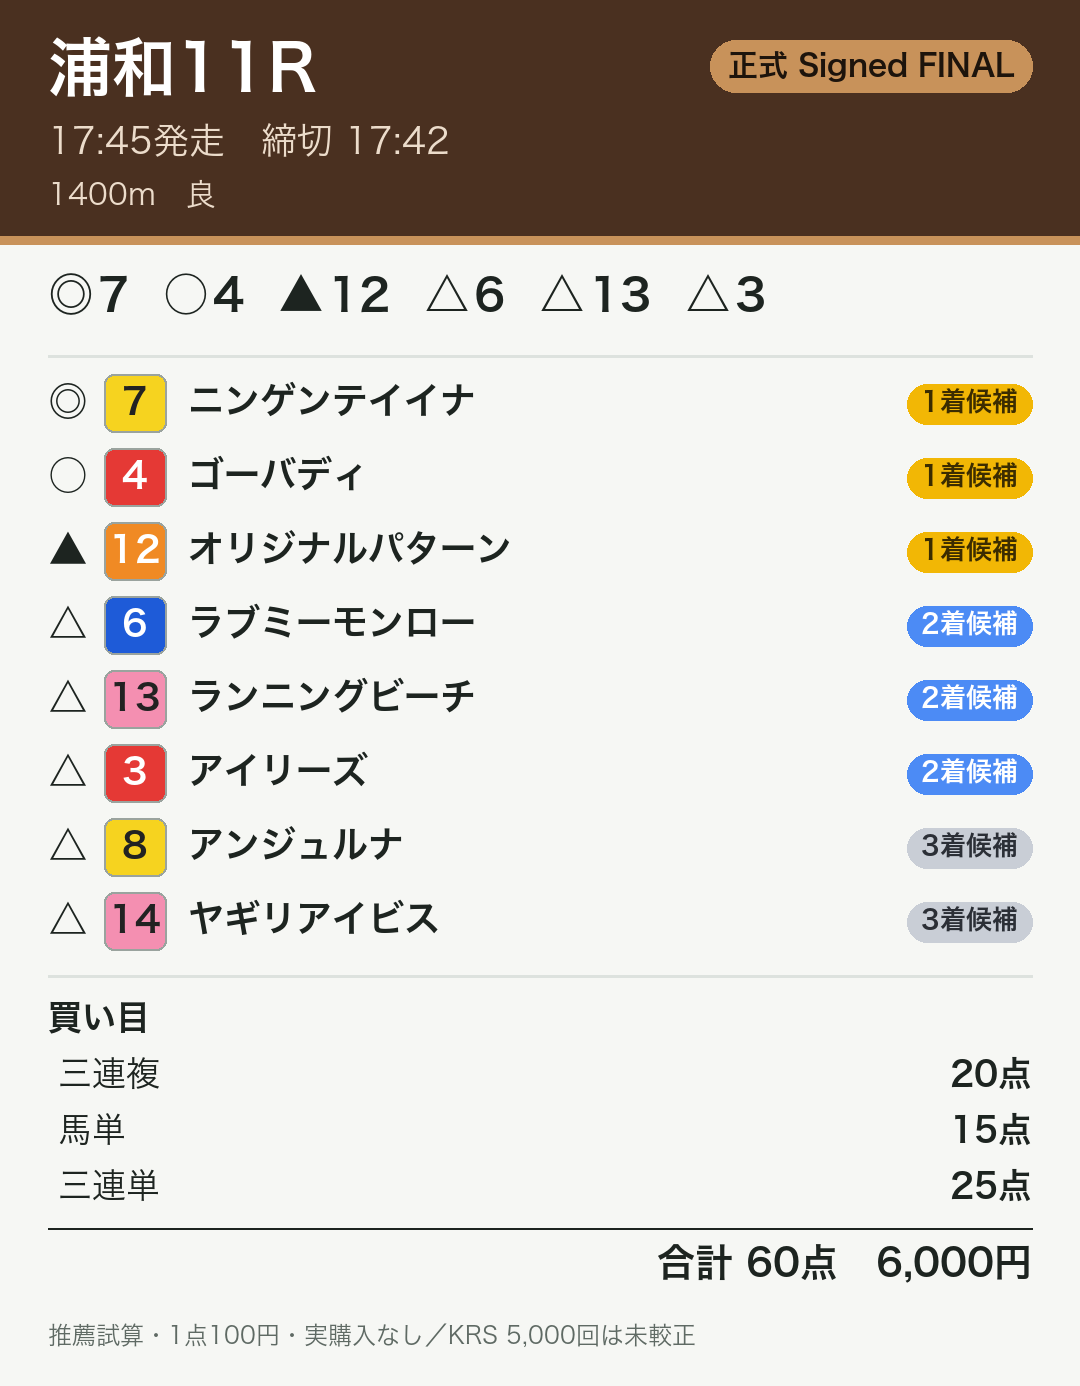 浦和11R
正式 Signed FINAL
17:45発走　締切 17:42
1400m　良
◎7 ○4 ▲12 △6 △13 △3
◎ 7 ニンゲンテイイナ 1着候補
○ 4 ゴーバディ 1着候補
▲ 12 オリジナルパターン 1着候補
△ 6 ラブミーモンロー 2着候補
△ 13 ランニングビーチ 2着候補
△ 3 アイリーズ 2着候補
△ 8 アンジュルナ 3着候補
△ 14 ヤギリアイビス 3着候補
買い目
三連複 20点
馬単 15点
三連単 25点
合計 60点　6,000円
推薦試算・1点100円・実購入なし／KRS 5,000回は未較正